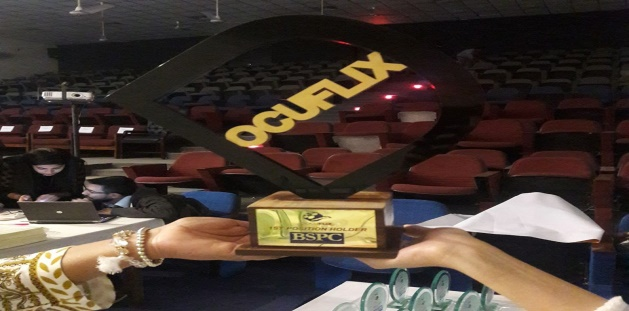 OCUFLIX
1ST POSITION HOLDER
BSPC